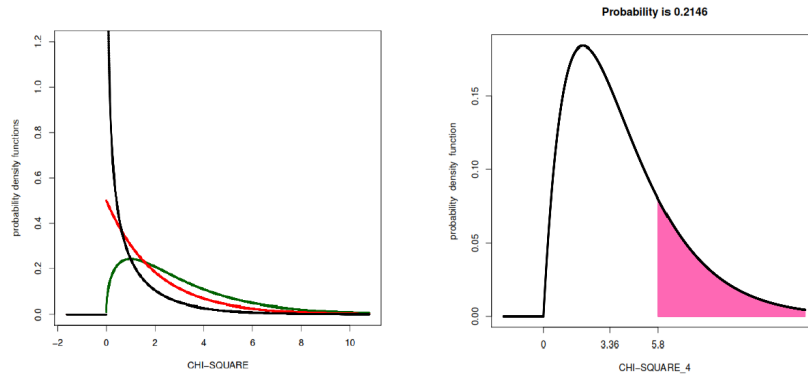 Probability is 0.2146
probability density functions
1.2
1.0
0.8
0.6
0.4
0.2
0.0
−2 0 2 4 6 8 10
CHI−SQUARE
probability density function
0.15
0.10
0.05
0.00
0 3.36 5.8
CHI−SQUARE_4